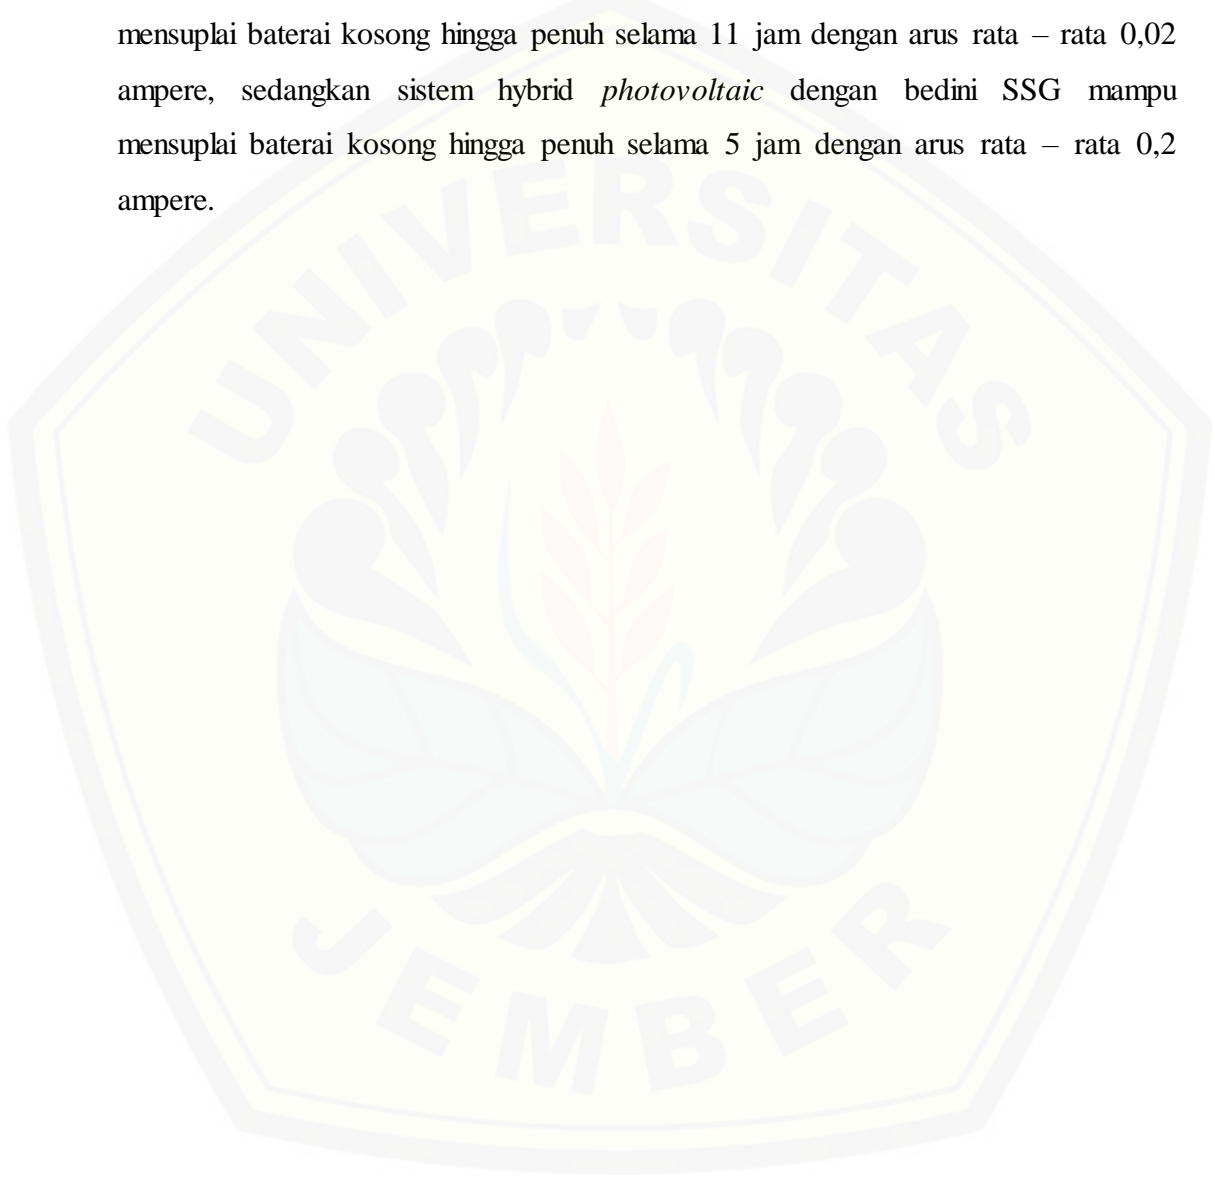 mensuplai baterai kosong hingga penuh selama 11 jam dengan arus rata – rata 0,02
ampere, sedangkan sistem hybrid photovoltaic dengan bedini SSG mampu
mensuplai baterai kosong hingga penuh selama 5 jam dengan arus rata – rata 0,2
ampere.
UNIVERSITAS
JEMBER